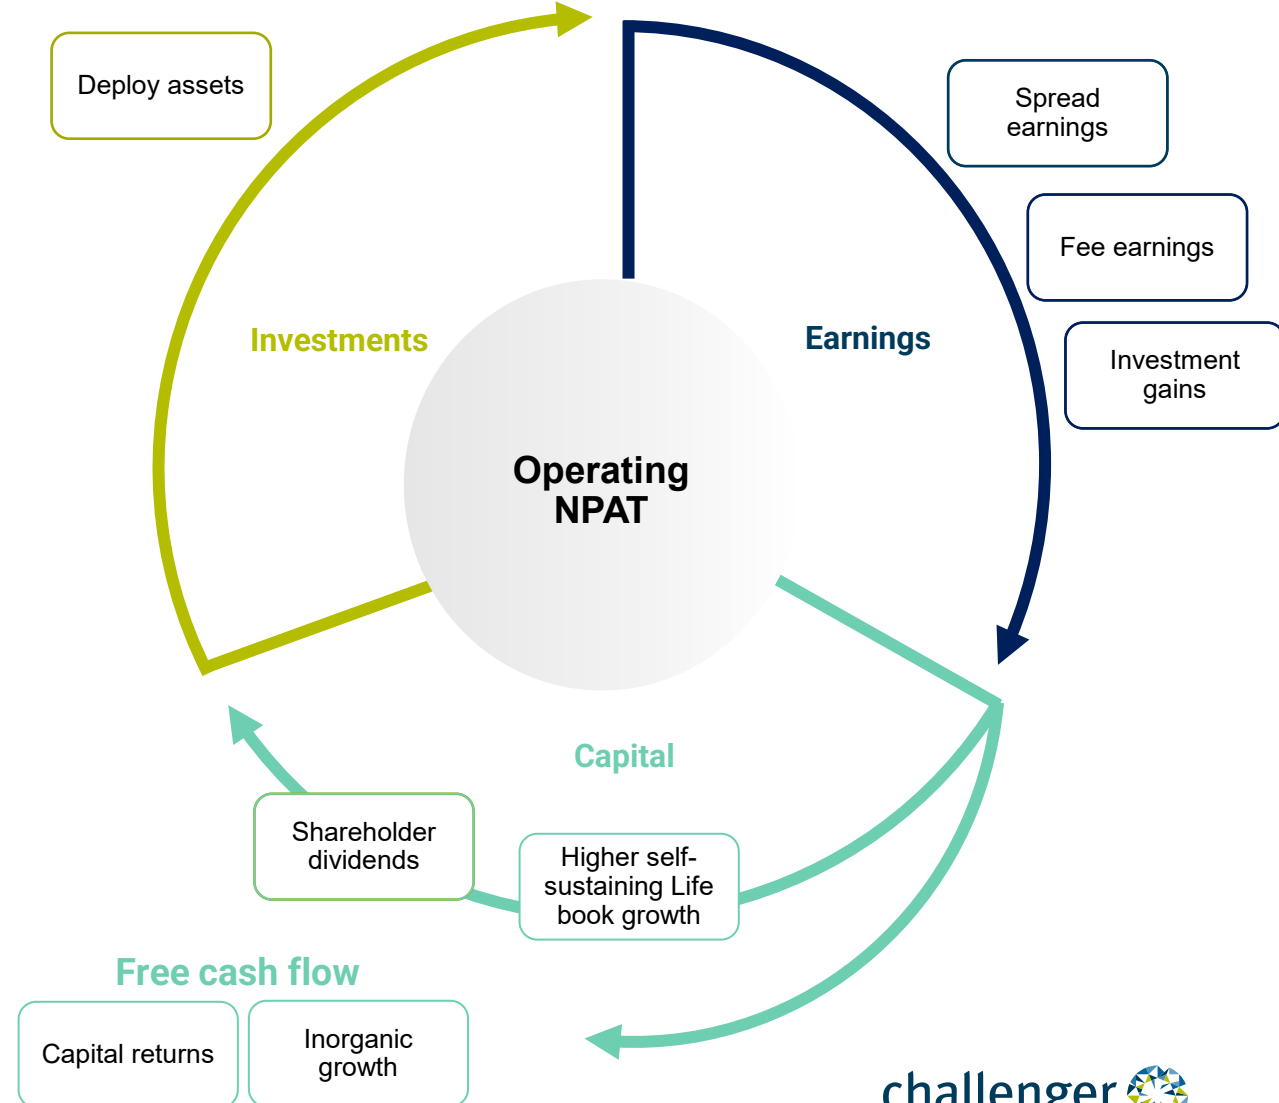 Deploy assets
Spread
earnings
Fee earnings
Investments
Earnings
Investment
gains
Operating
NPAT
Capital
Shareholder
dividends
Higher self-
sustaining Life
book growth
Free cash flow
Capital returns
Inorganic
growth
challenger